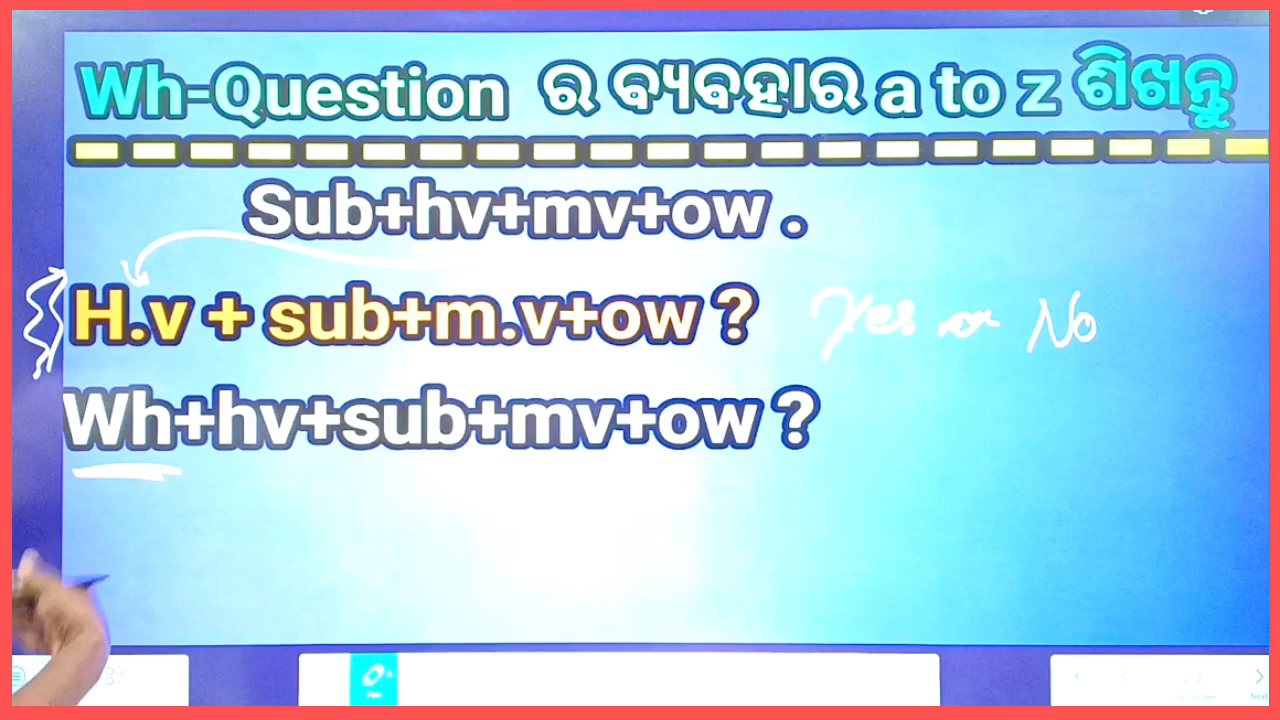 Wh-Question ର ବ୍ୟବହାର a to z ଶିଖନ୍ତୁ
Sub+hv+mv+ow .
H.v + sub+m.v+ow ? Yes or No
Wh+hv+sub+mv+ow ?